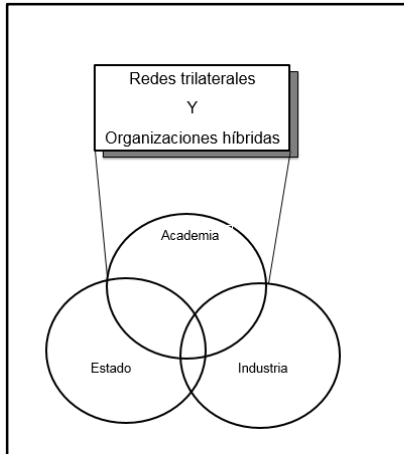 Redes trilaterales
Y
Organizaciones híbridas
Academia
Estado
Industria